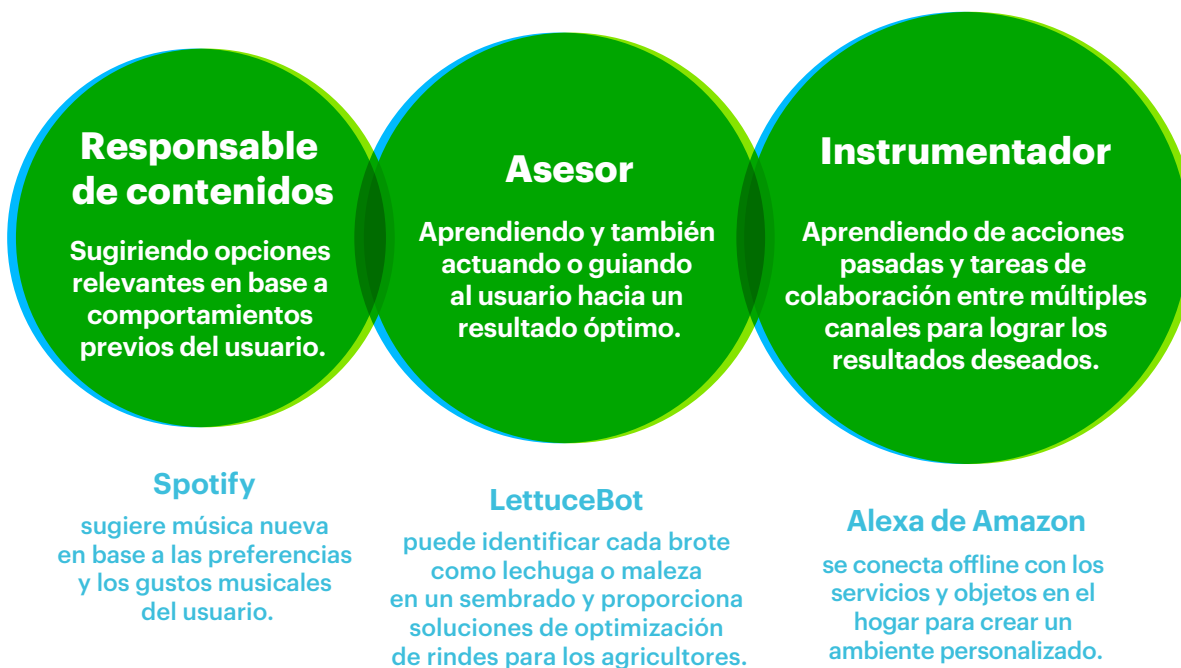 Responsable
de contenidos
Sugiriendo opciones
relevantes en base a
comportamientos
previos del usuario.
Asesor
Aprendiendo y también
actuando o guiando
al usuario hacia un
resultado óptimo.
Instrumentador
Aprendiendo de acciones
pasadas y tareas de
colaboración entre múltiples
canales para lograr los
resultados deseados.
Spotify
sugiere música nueva
en base a las preferencias
y los gustos musicales
del usuario.
LettuceBot
puede identificar cada brote
como lechuga o maleza
en un sembrado y proporciona
soluciones de optimización
de rindes para los agricultores.
Alexa de Amazon
se conecta offline con los
servicios y objetos en el
hogar para crear un
ambiente personalizado.